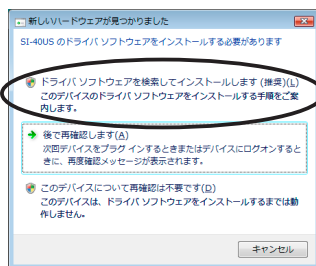 新しいハードウェアが見つかりました
SI-40US のドライバ ソフトウェアをインストールする必要があります
ドライバ ソフトウェアを検索してインストールします (推奨)(L)
このデバイスのドライバ ソフトウェアをインストールする手順をご案
内します。
後で再確認します(A)
次回デバイスをプラグ インするときまたはデバイスにログオンすると
きに、再度確認メッセージが表示されます。
このデバイスについて再確認は不要です(D)
このデバイスは、ドライバ ソフトウェアをインストールするまでは動
作しません。
キャンセル